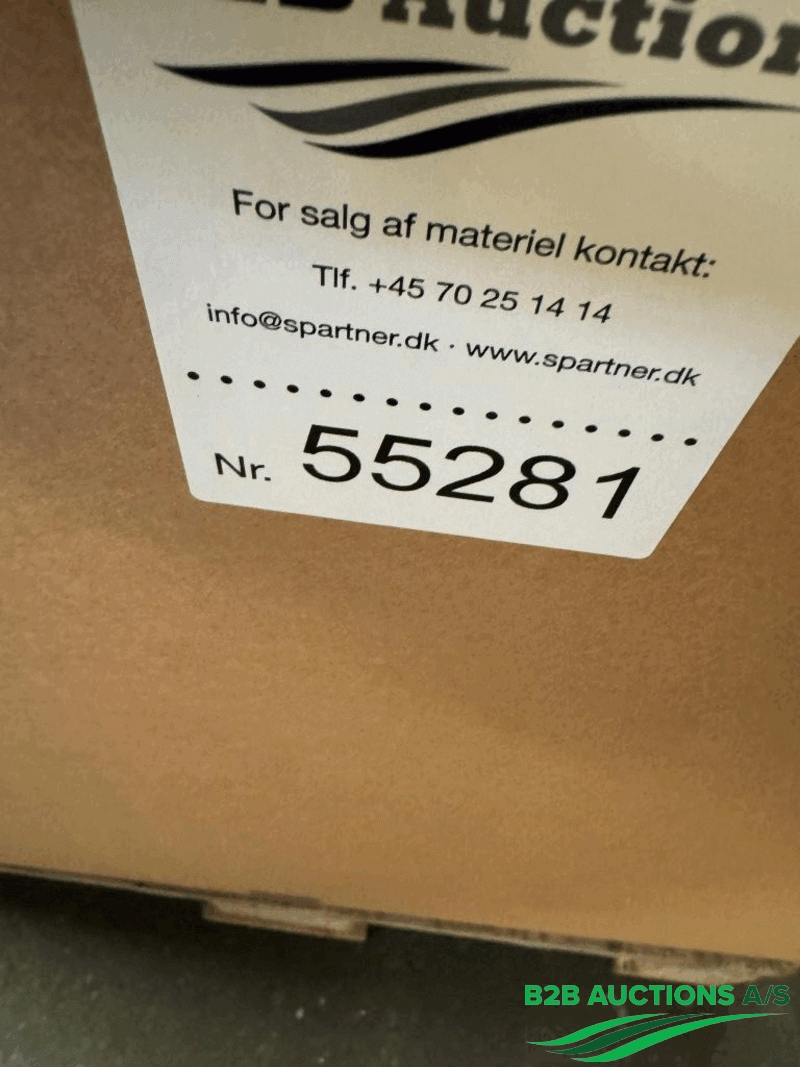 B Auction
For salg af materiel kontakt:
Tlf. +45 70 25 14 14
info@spartner.dk · www.spartner.dk
Nr. 55281
B2B AUCTIONS A/S